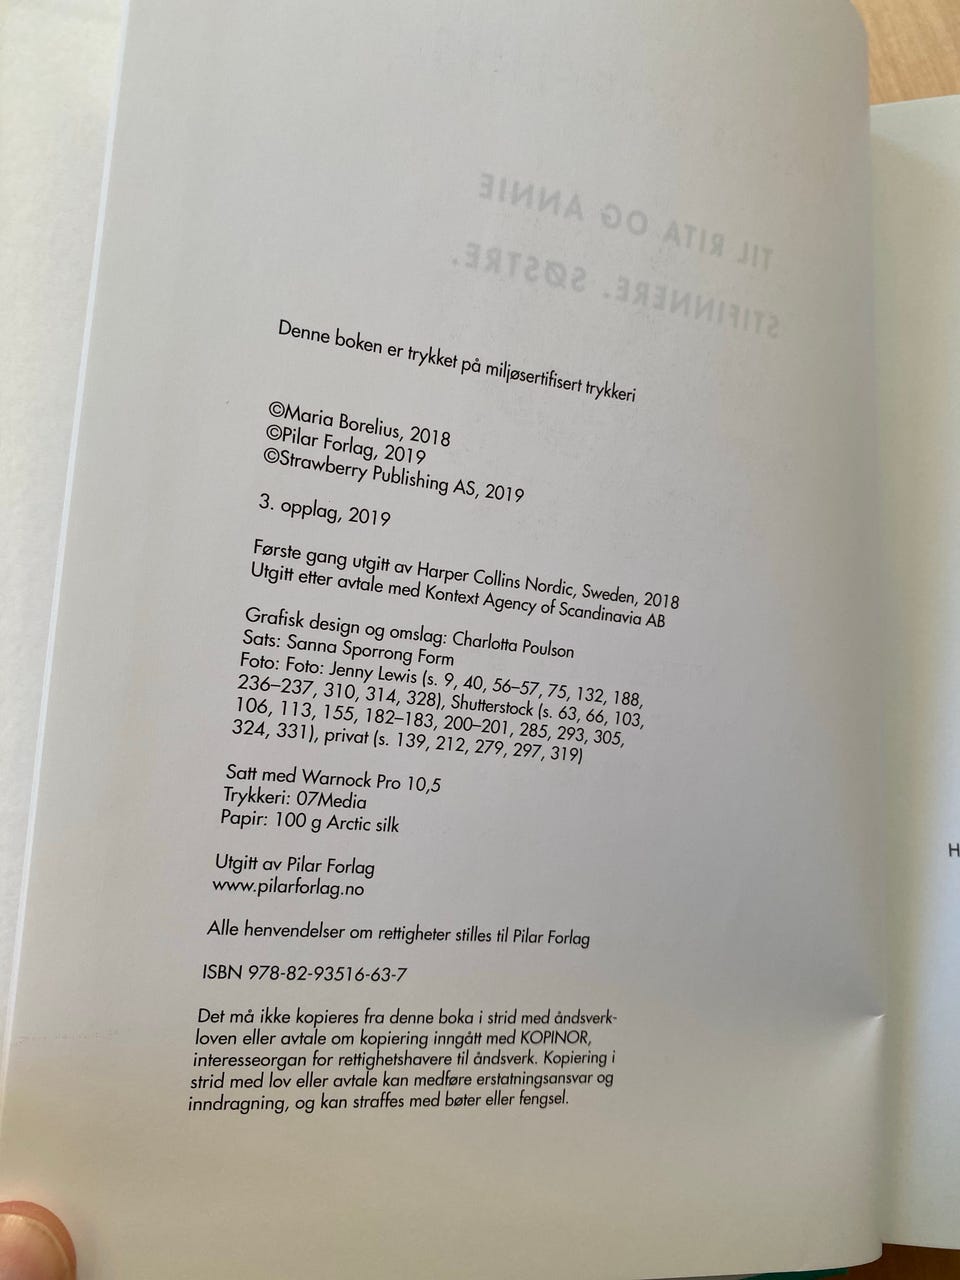 TIL RITA OG ANNIE
STIFINNERE. SØSTRE.
Denne boken er trykket på miljøsertifisert trykkeri
©Maria Borelius, 2018
©Pilar Forlag, 2019
©Strawberry Publishing AS, 2019
3. opplag, 2019
Første gang utgitt av Harper Collins Nordic, Sweden, 2018
Utgitt etter avtale med Kontext Agency of Scandinavia AB
Grafisk design og omslag: Charlotta Poulson
Sats: Sanna Sporrong Form
Foto: Foto: Jenny Lewis (s. 9, 40, 56–57, 75, 132, 188,
236–237, 310, 314, 328), Shutterstock (s. 63, 66, 103,
106, 113, 155, 182–183, 200–201, 285, 293, 305,
324, 331), privat (s. 139, 212, 279, 297, 319)
Satt med Warnock Pro 10,5
Trykkeri: 07Media
Papir: 100 g Arctic silk
Utgitt av Pilar Forlag
www.pilarforlag.no
Alle henvendelser om rettigheter stilles til Pilar Forlag
ISBN 978-82-93516-63-7
Det må ikke kopieres fra denne boka i strid med åndsverk-
loven eller avtale om kopiering inngått med KOPINOR,
interesseorgan for rettighetshavere til åndsverk. Kopiering i
strid med lov eller avtale kan medføre erstatningsansvar og
inndragning, og kan straffes med bøter eller fengsel.
H